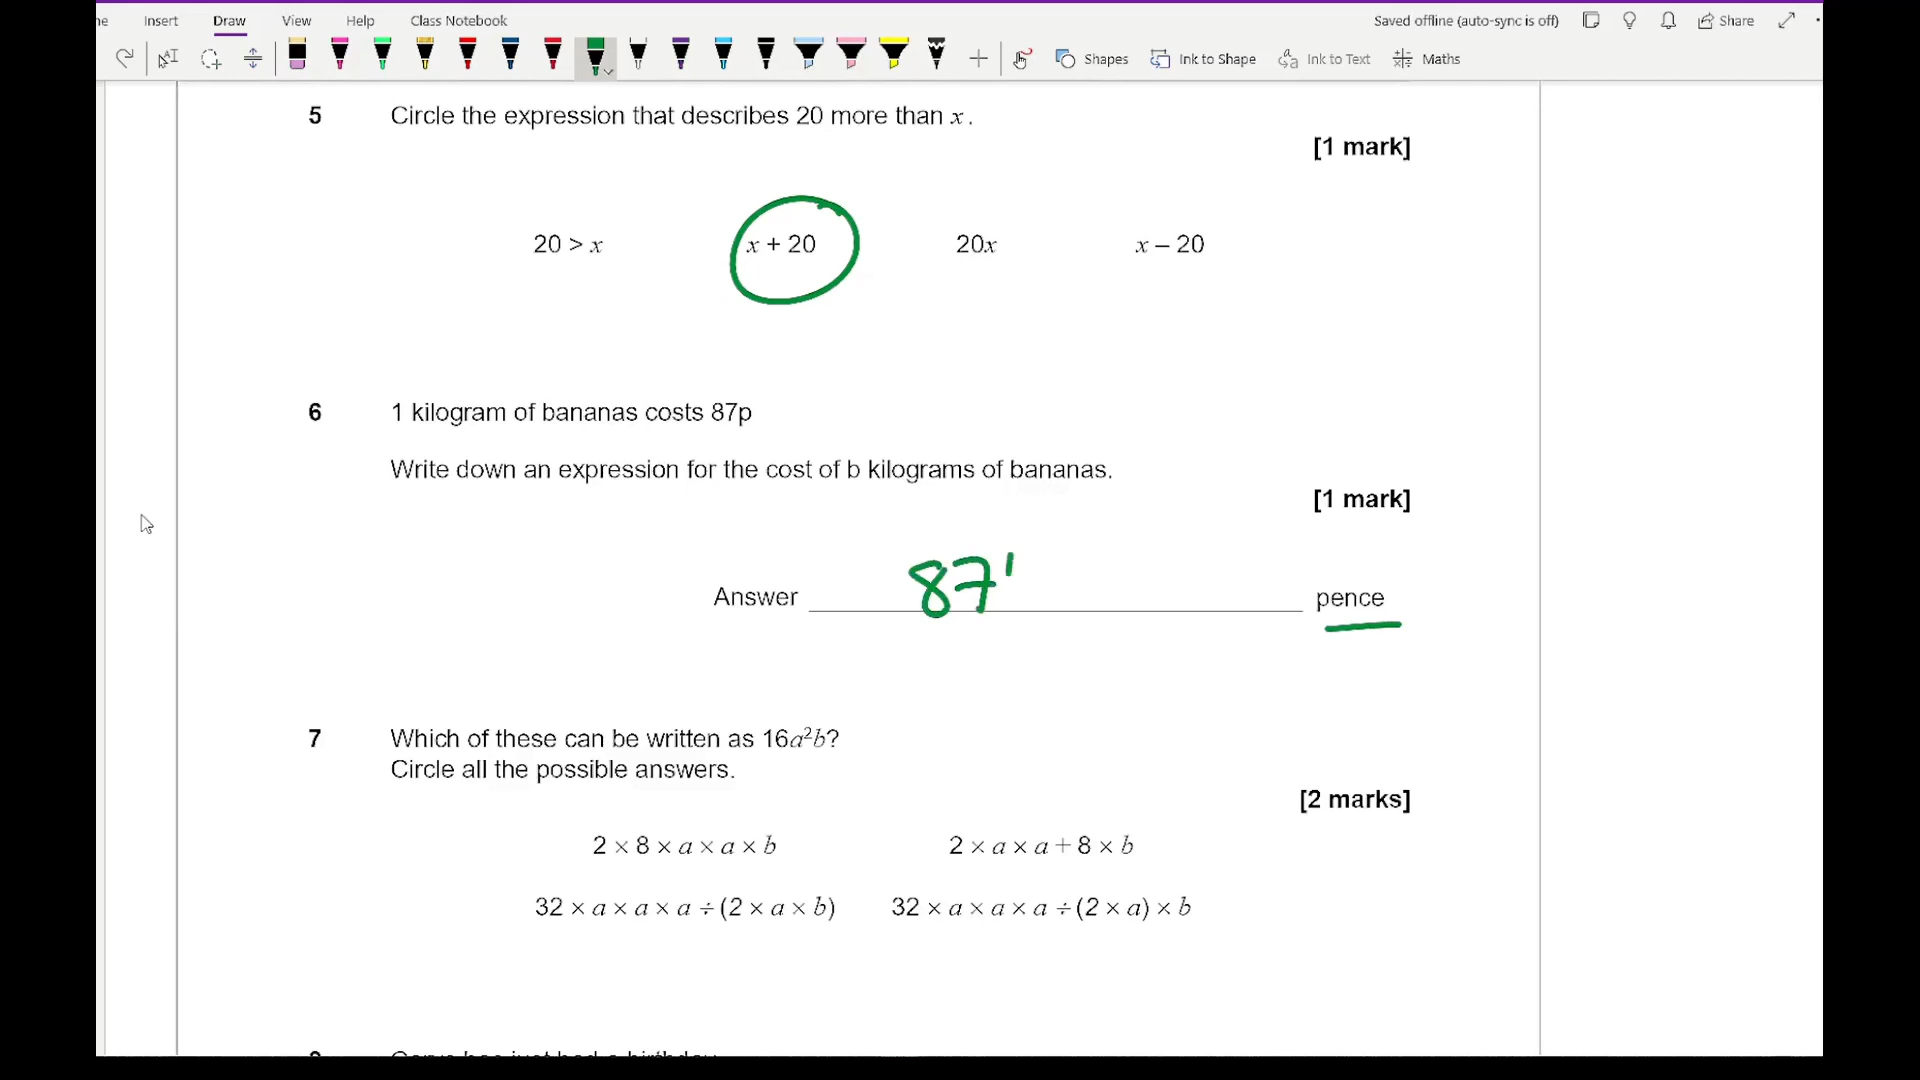 Insert Draw View Help Class Notebook Saved offline (auto-sync is off) Share
Shapes Ink to Shape Ink to Text Maths
5 Circle the expression that describes 20 more than x.
[1 mark]
20 > x x + 20 20x x – 20
6 1 kilogram of bananas costs 87p
Write down an expression for the cost of b kilograms of bananas.
[1 mark]
Answer 87 pence
7 Which of these can be written as 16a²b?
Circle all the possible answers.
[2 marks]
2 × 8 × a × a × b 2 × a × a + 8 × b
32 × a × a × a ÷ (2 × a × b) 32 × a × a × a ÷ (2 × a) × b